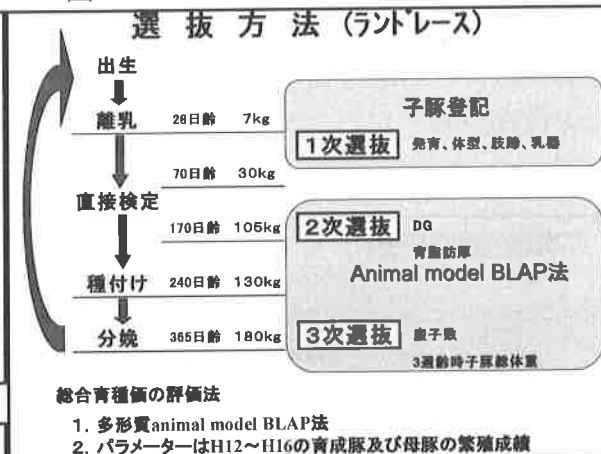 選抜方法（ラントﾞレース）
出生
離乳 28日齢 7kg
子豚登記
1次選抜 発育、体型、肢蹄、乳器
70日齢 30kg
直接検定
170日齢 105kg
2次選抜 DG
背脂肪厚
Animal model BLAP法
種付け 240日齢 130kg
分娩 365日齢 180kg
3次選抜 産子数
3週齢時子豚総体重
総合育種価の評価法
1. 多形質animal model BLAP法
2. パラメーターはH12～H16の育成豚及び母豚の繁殖成績